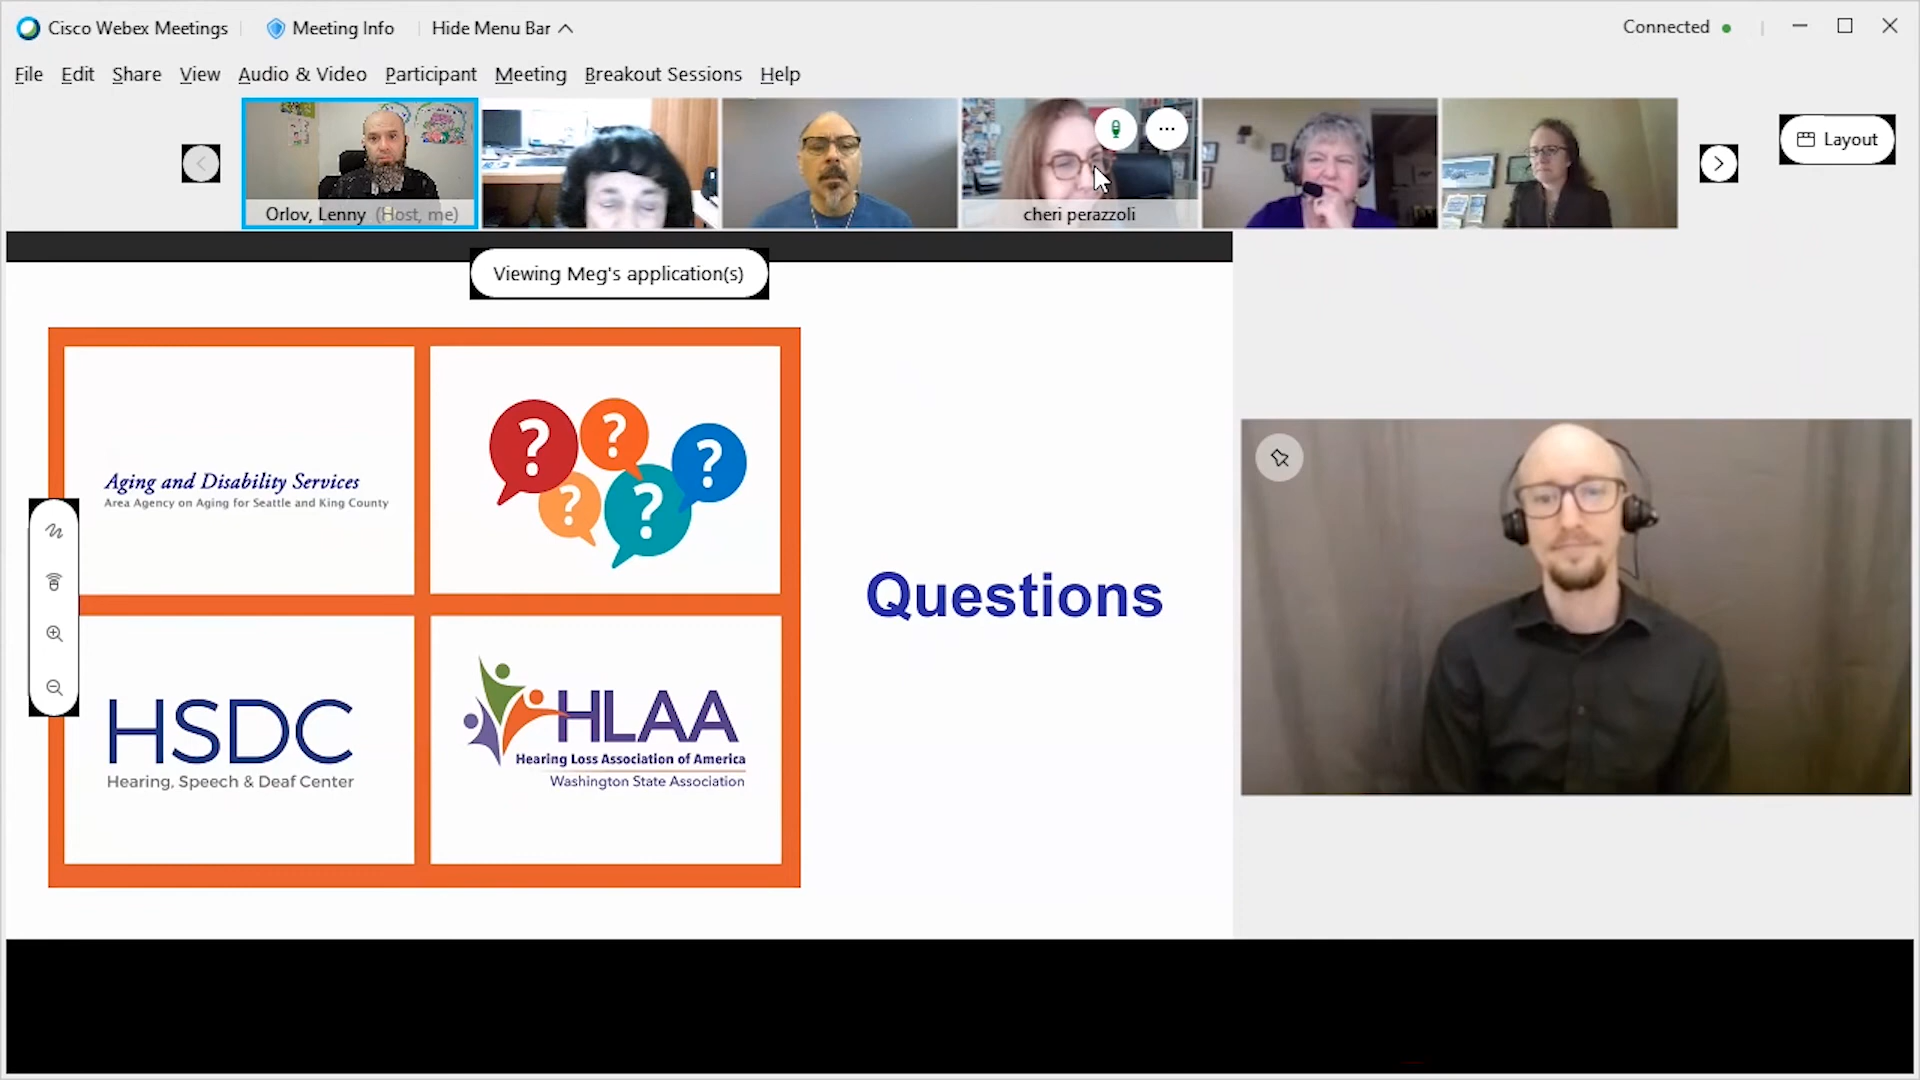 Cisco Webex Meetings
Meeting Info
Hide Menu Bar
Connected
File Edit Share View Audio & Video Participant Meeting Breakout Sessions Help
Orlov, Lenny (Host, me)
cheri perazzoli
Layout
Viewing Meg's application(s)
Aging and Disability Services
Area Agency on Aging for Seattle and King County
? ? ? ? ?
Questions
HSDC
Hearing, Speech & Deaf Center
HLAA
Hearing Loss Association of America
Washington State Association